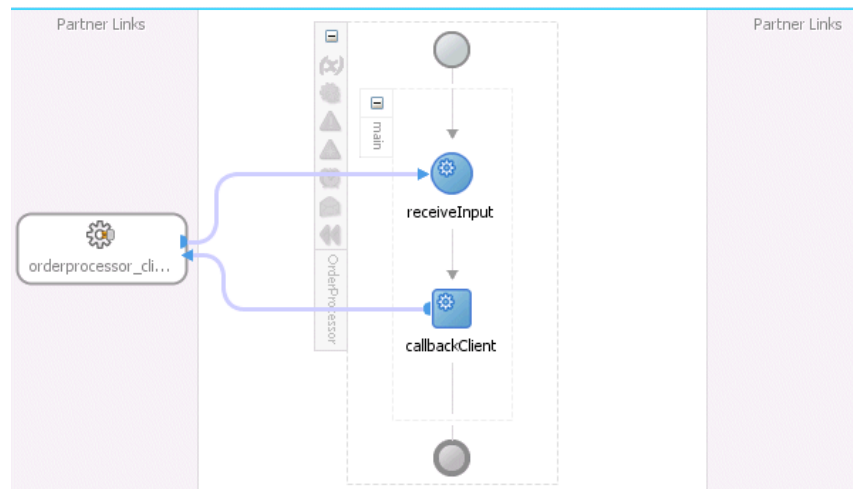 Partner Links
Partner Links
main
receiveInput
orderprocessor_cli...
OrderProcessor
callbackClient